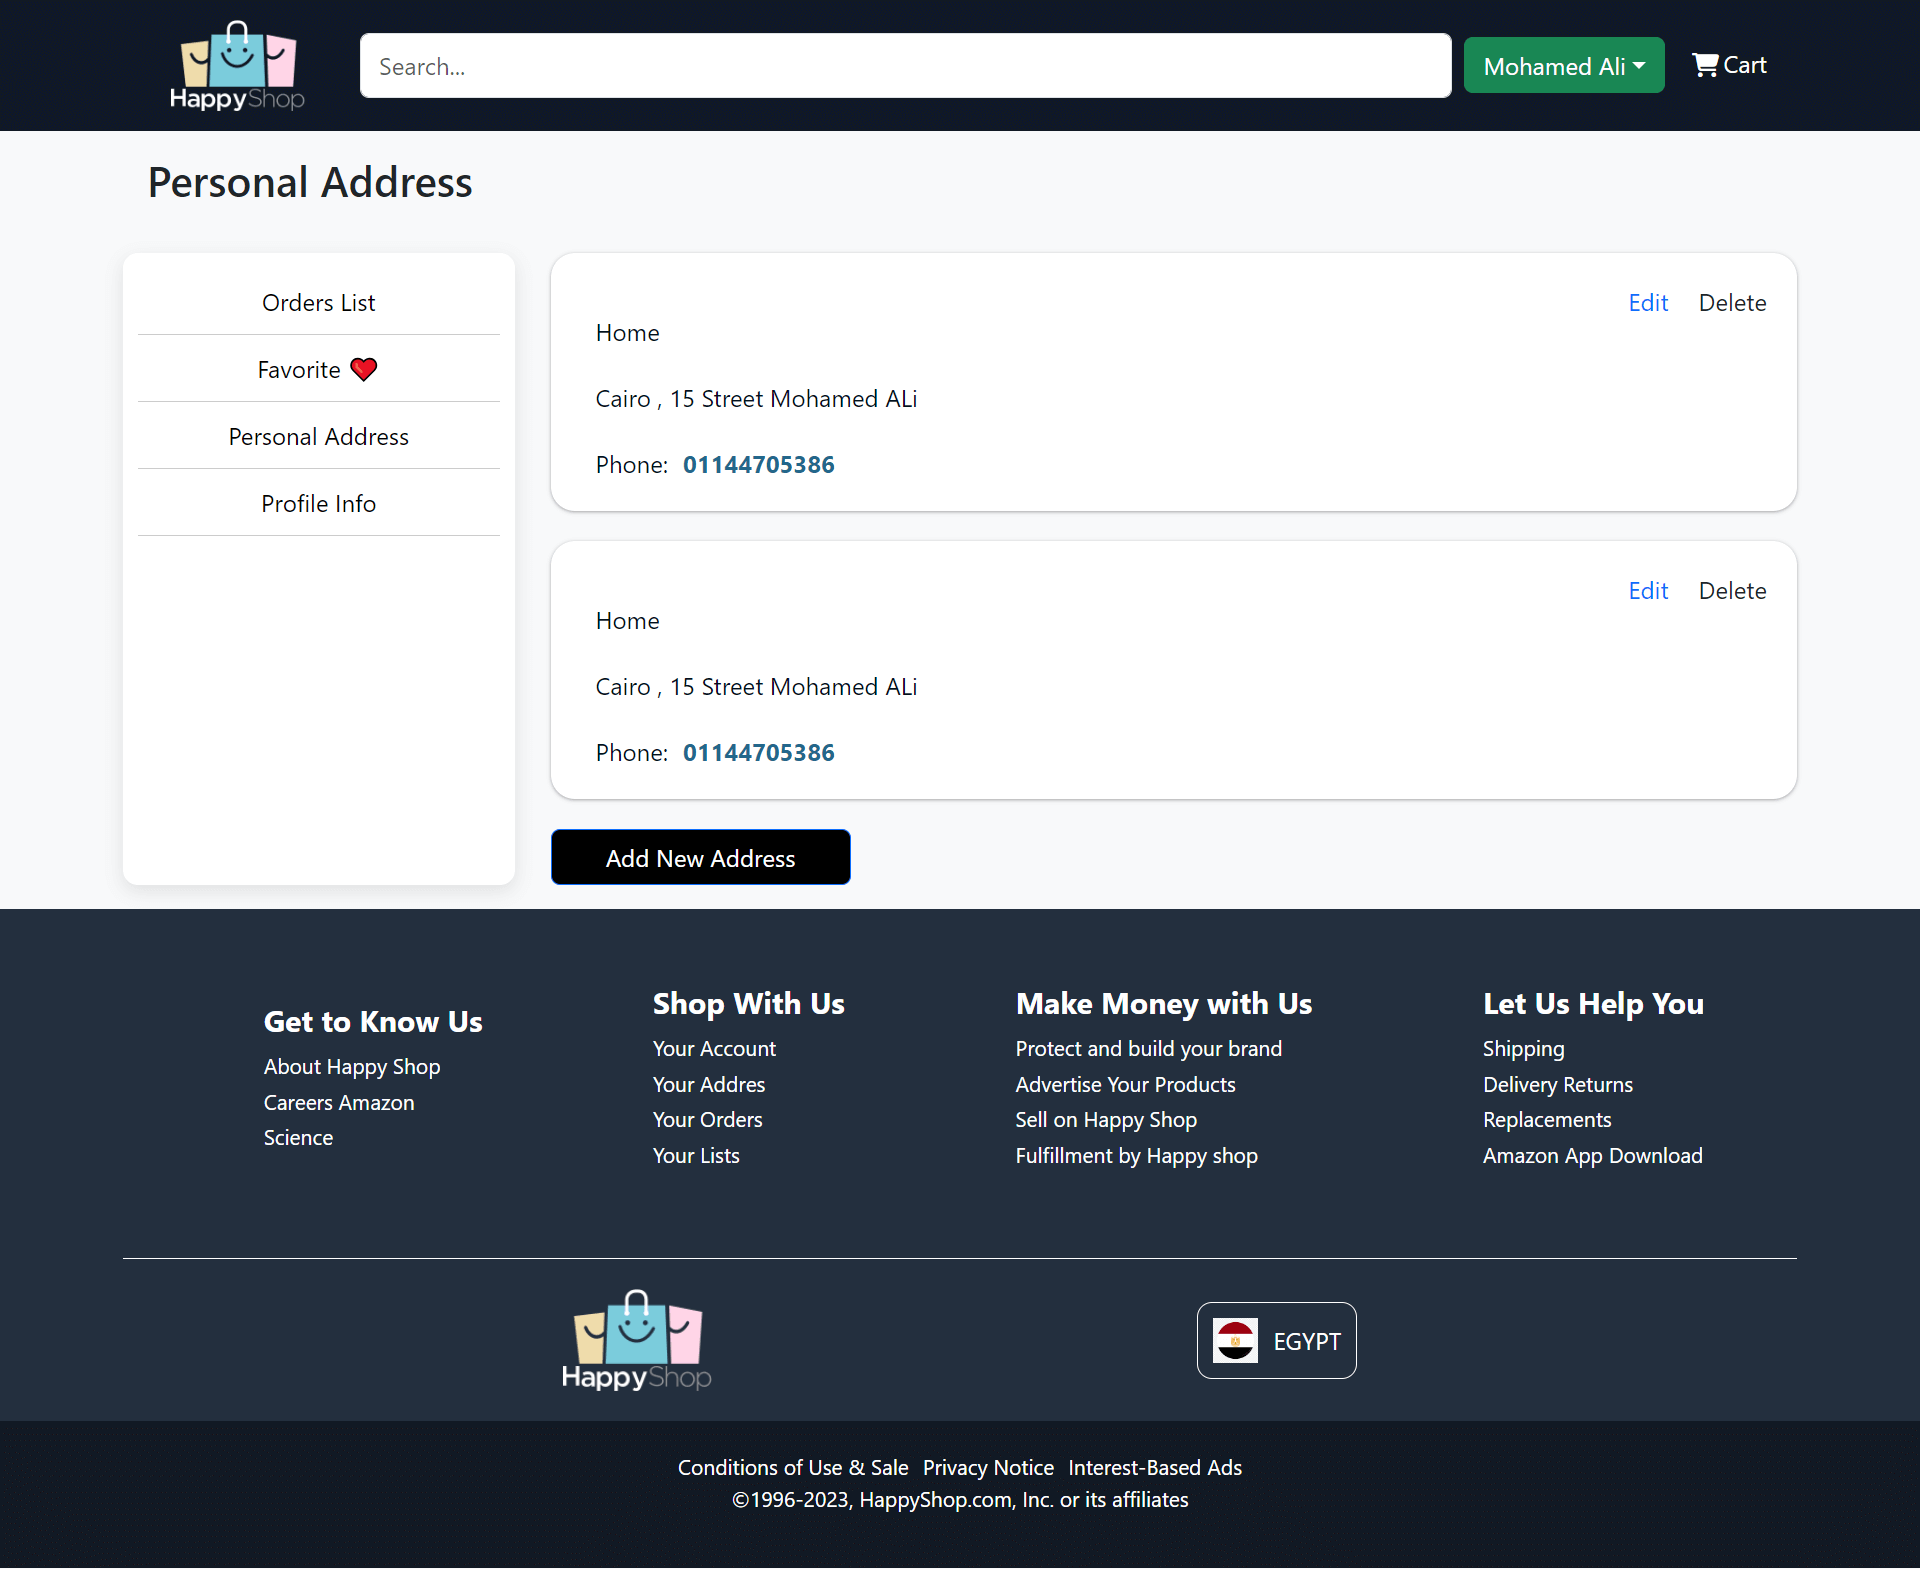 HappyShop
Search...
Mohamed Ali
Cart
Personal Address
Orders List
Favorite
Personal Address
Profile Info
Edit Delete
Home
Cairo , 15 Street Mohamed ALi
Phone: 01144705386
Edit Delete
Home
Cairo , 15 Street Mohamed ALi
Phone: 01144705386
Add New Address
Get to Know Us
About Happy Shop
Careers Amazon
Science
Shop With Us
Your Account
Your Addres
Your Orders
Your Lists
Make Money with Us
Protect and build your brand
Advertise Your Products
Sell on Happy Shop
Fulfillment by Happy shop
Let Us Help You
Shipping
Delivery Returns
Replacements
Amazon App Download
HappyShop
EGYPT
Conditions of Use & Sale Privacy Notice Interest-Based Ads
©1996-2023, HappyShop.com, Inc. or its affiliates